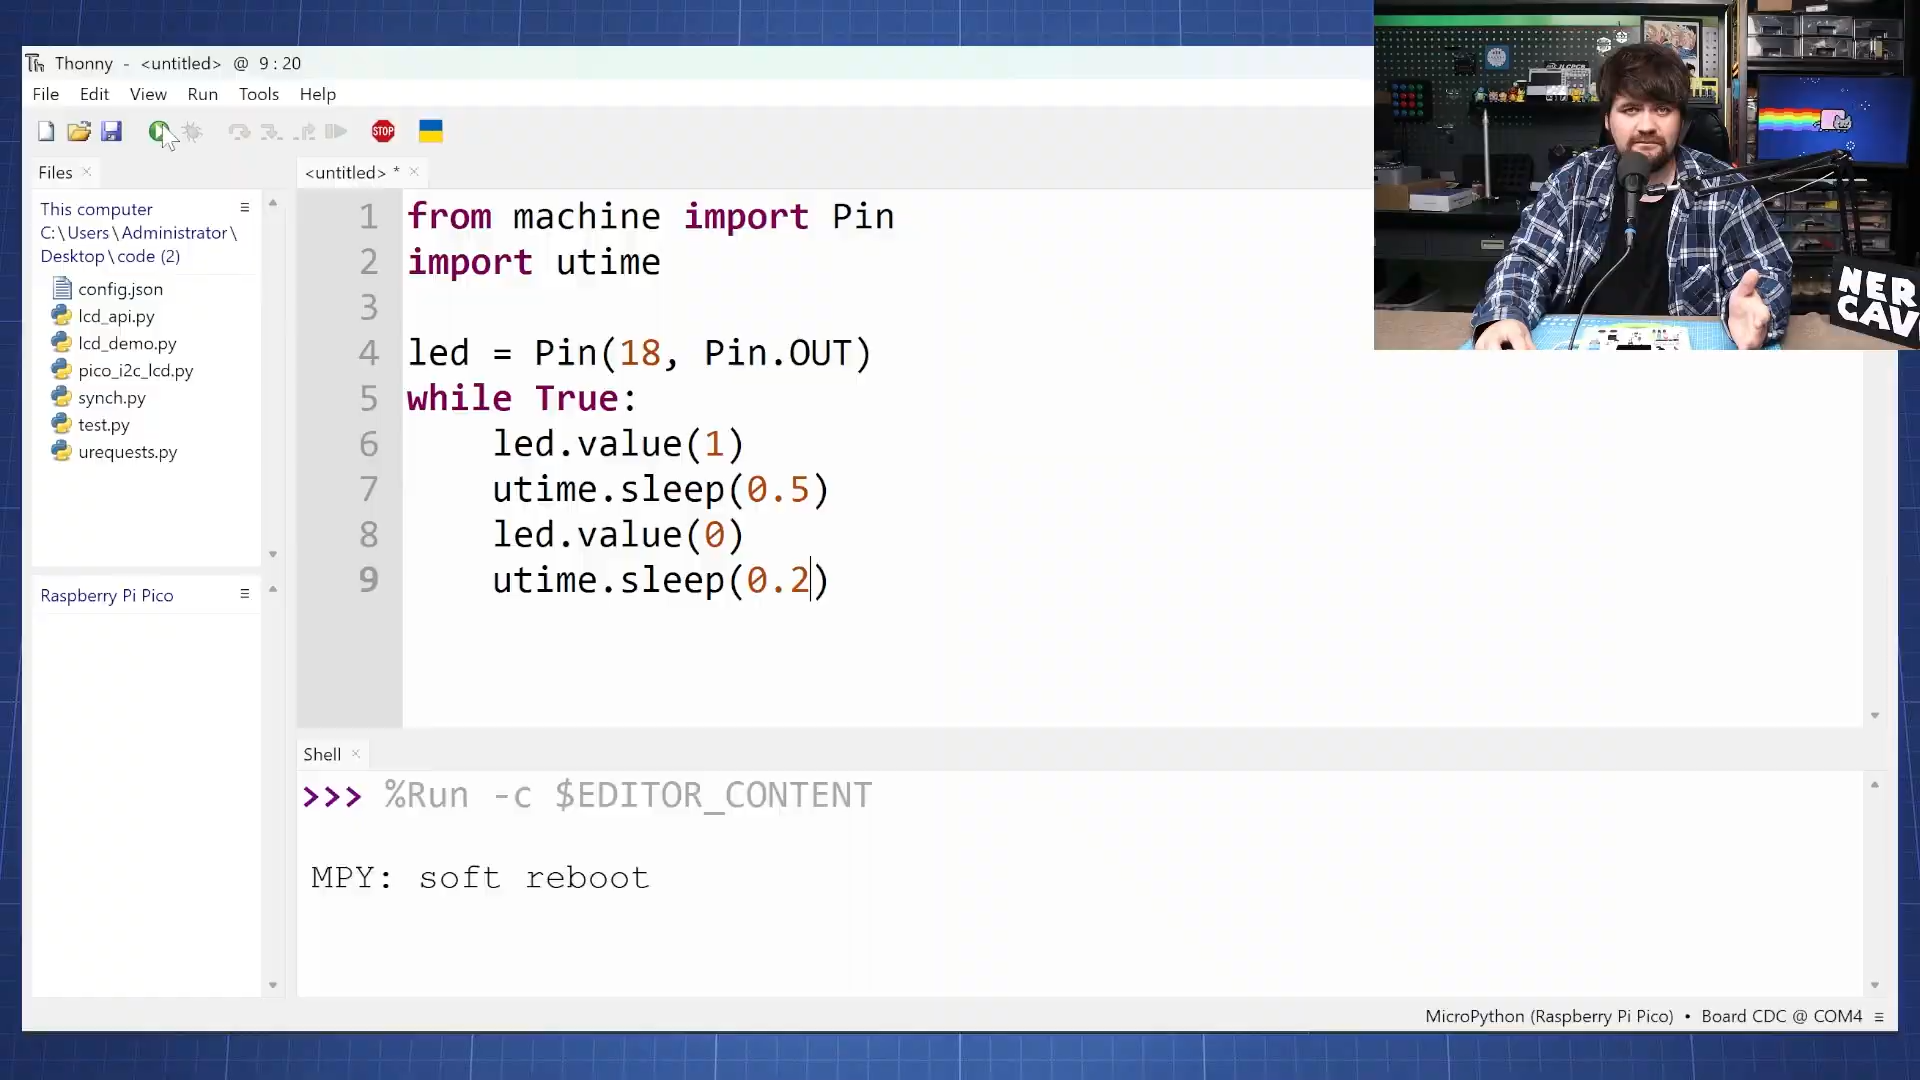 Thonny - <untitled> @ 9 : 20
File Edit View Run Tools Help
STOP
Files
This computer
C:\Users\Administrator\
Desktop\code (2)
config.json
lcd_api.py
lcd_demo.py
pico_i2c_lcd.py
synch.py
test.py
urequests.py
Raspberry Pi Pico
<untitled> *
1 from machine import Pin
2 import utime
3
4 led = Pin(18, Pin.OUT)
5 while True:
6 led.value(1)
7 utime.sleep(0.5)
8 led.value(0)
9 utime.sleep(0.2)
Shell
>>> %Run -c $EDITOR_CONTENT
MPY: soft reboot
MicroPython (Raspberry Pi Pico) • Board CDC @ COM4
JLCPCB
NER
CAV